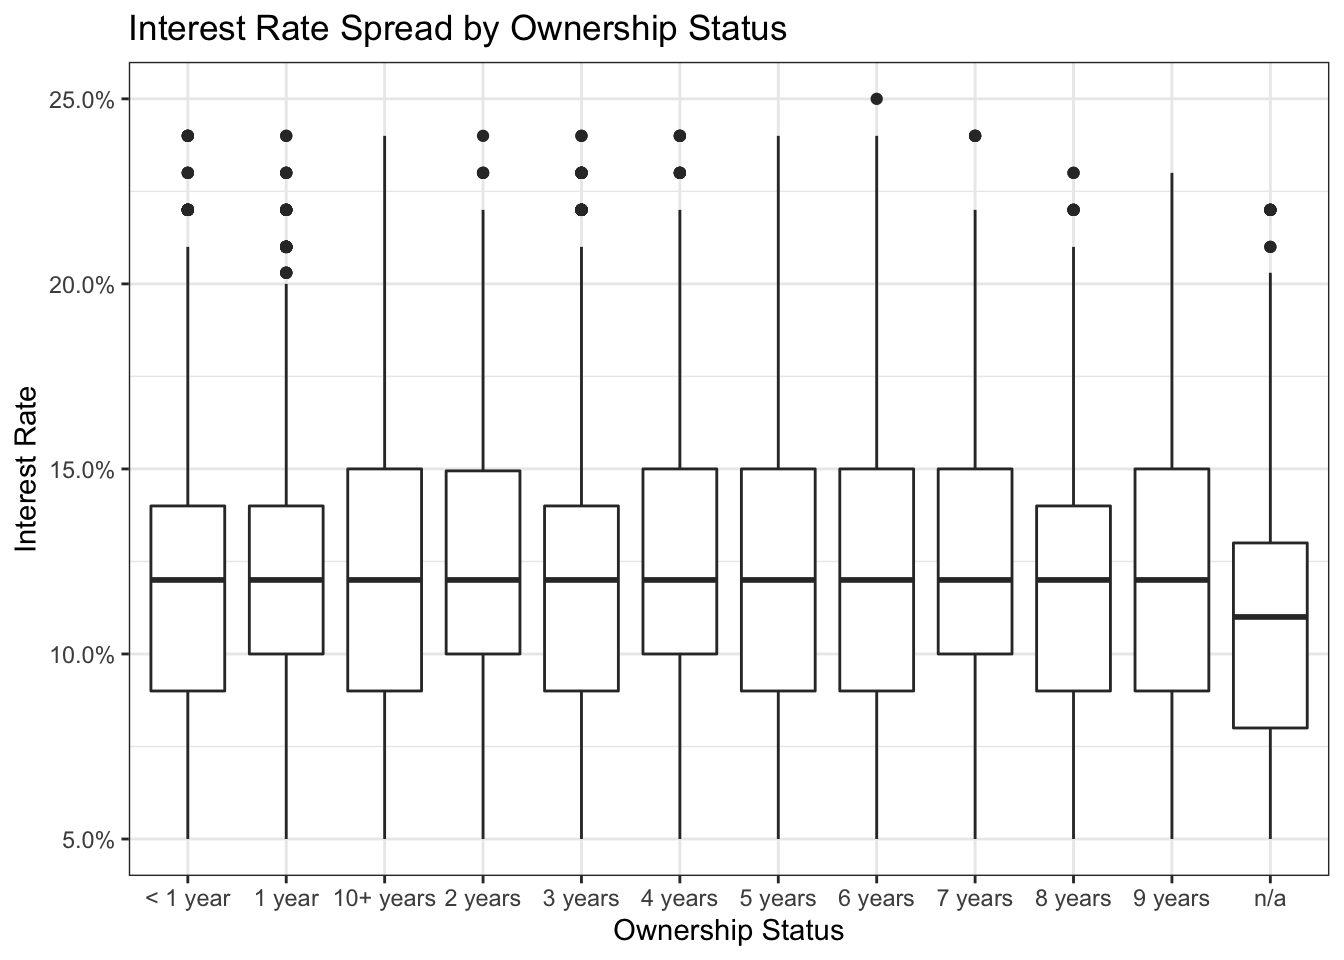 Interest Rate Spread by Ownership Status
25.0%
20.0%
15.0%
10.0%
5.0%
Interest Rate
< 1 year 1 year 10+ years 2 years 3 years 4 years 5 years 6 years 7 years 8 years 9 years n/a
Ownership Status